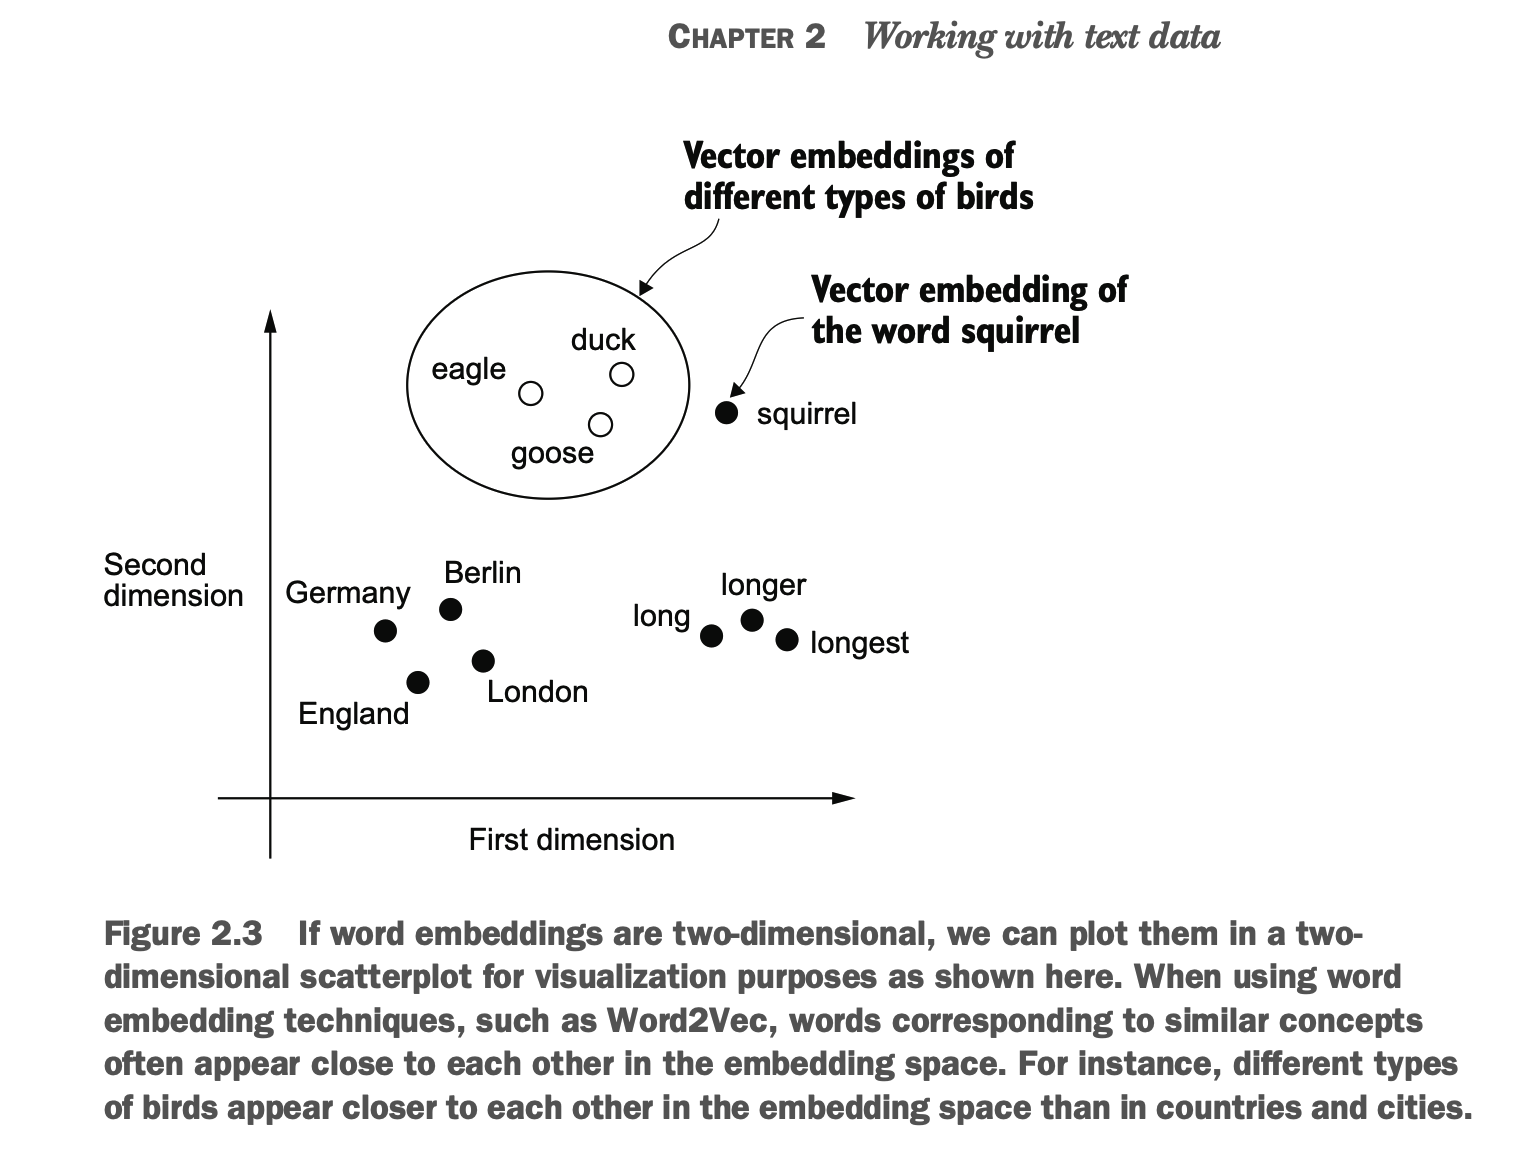 CHAPTER 2 Working with text data
Vector embeddings of
different types of birds
Vector embedding of
the word squirrel
duck
eagle
goose
squirrel
Second
dimension
Germany
Berlin
England
London
long
longer
longest
First dimension
Figure 2.3 If word embeddings are two-dimensional, we can plot them in a two-
dimensional scatterplot for visualization purposes as shown here. When using word
embedding techniques, such as Word2Vec, words corresponding to similar concepts
often appear close to each other in the embedding space. For instance, different types
of birds appear closer to each other in the embedding space than in countries and cities.